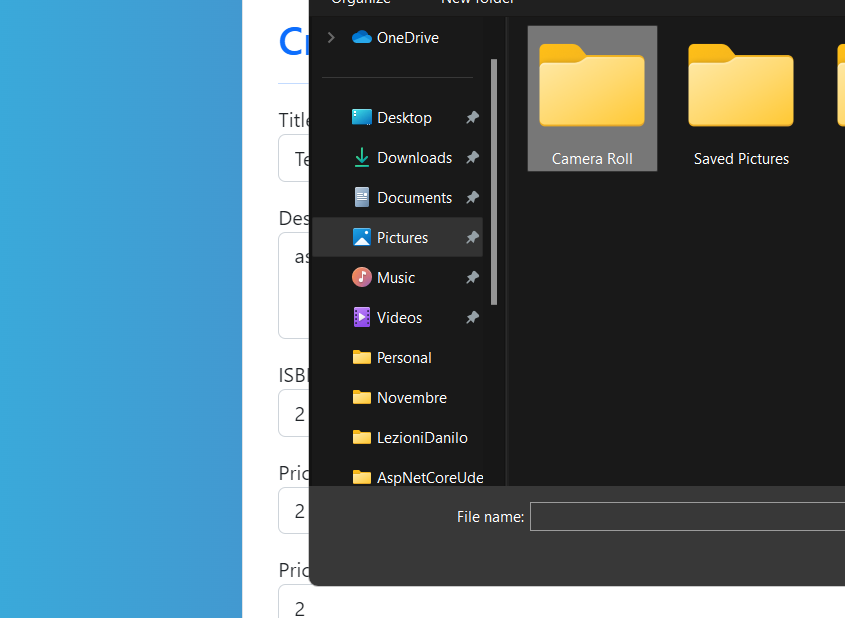 Organize New folder
Cr
OneDrive
Title
Te
Desktop
Downloads
Documents
Pictures
Music
Videos
Personal
Novembre
LezioniDanilo
AspNetCoreUde
Camera Roll
Saved Pictures
Des
as
ISB
2
Pric
2
File name:
Pric
2